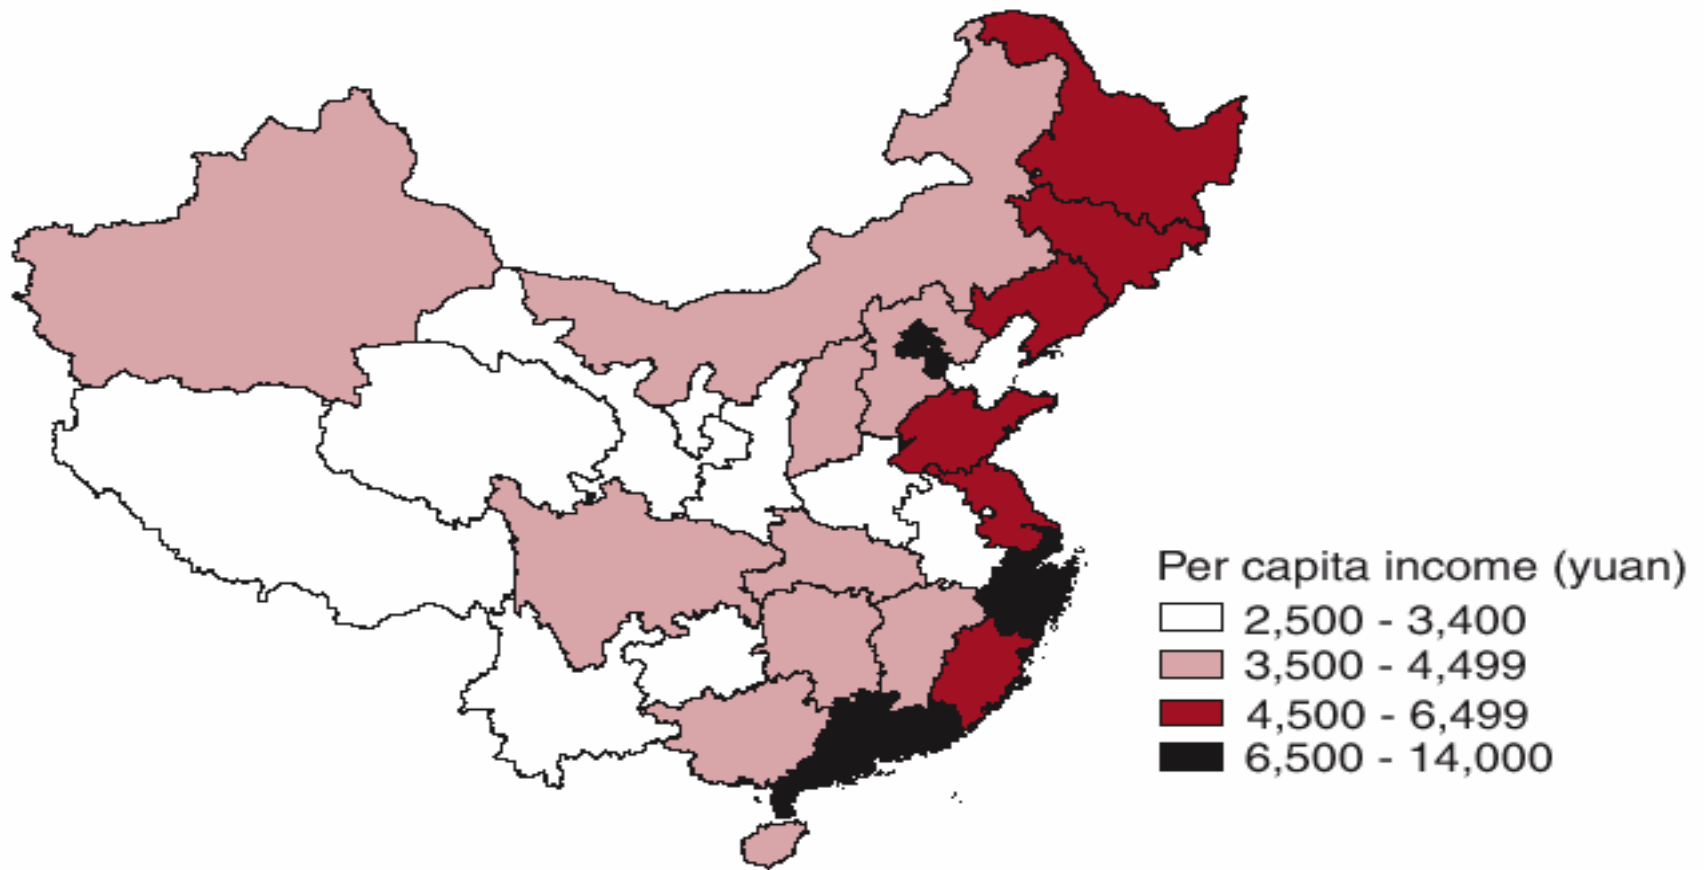 Per capita income (yuan)
2,500 - 3,400
3,500 - 4,499
4,500 - 6,499
6,500 - 14,000